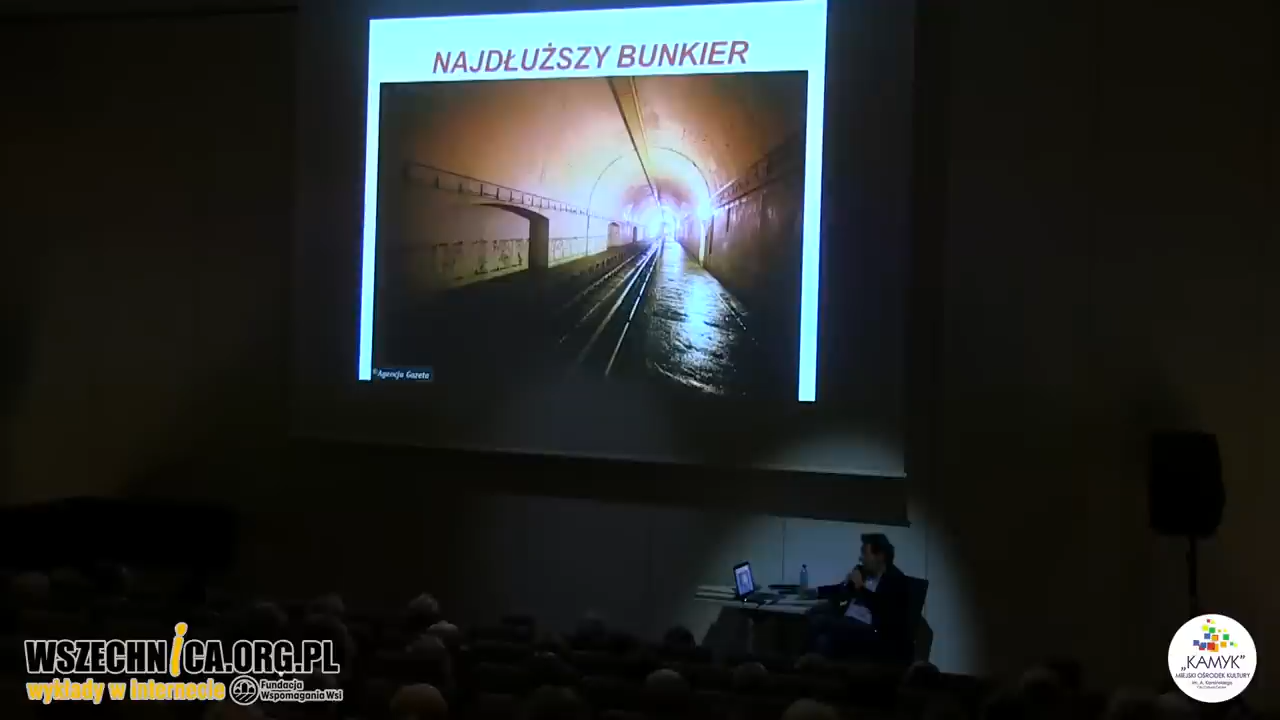 NAJDŁUŻSZY BUNKIER
©Agencja Gazeta
WSZECHNICA.ORG.PL
wykłady w internecie
Fundacja
Wspomagania Wsi
„KAMYK”
MIEJSKI OŚRODEK KULTURY